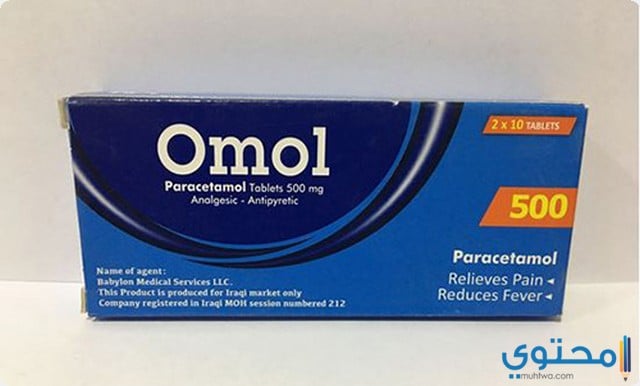 2 x 10 TABLETS
Omol
Paracetamol Tablets 500 mg
Analgesic - Antipyretic
500
Paracetamol
Relieves Pain
Reduces Fever
Name of agent:
Babylon Medical Services LLC.
This Product is produced for Iraqi market only
Company registered in Iraqi MOH session numbered 212
محتوى
www.muhtwa.com